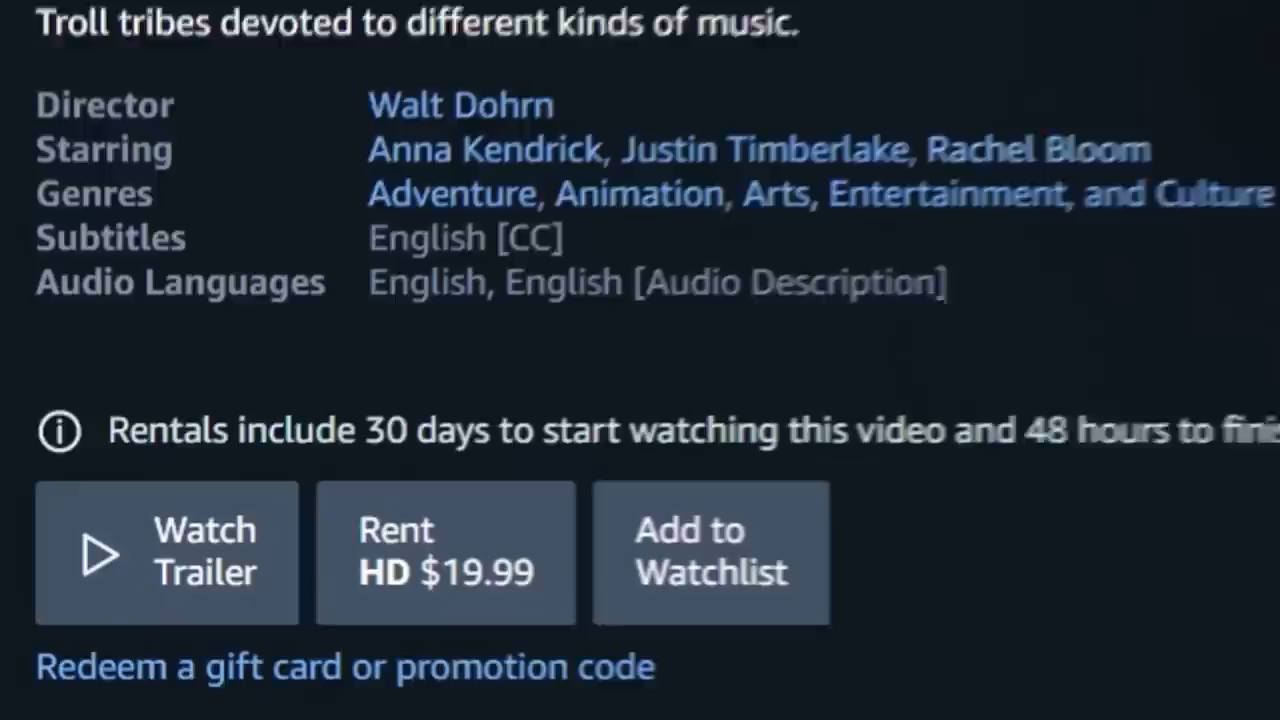 Troll tribes devoted to different kinds of music.
Director Walt Dohrn
Starring Anna Kendrick, Justin Timberlake, Rachel Bloom
Genres Adventure, Animation, Arts, Entertainment, and Culture
Subtitles English [CC]
Audio Languages English, English [Audio Description]
Rentals include 30 days to start watching this video and 48 hours to
Watch
Trailer
Rent
HD $19.99
Add to
Watchlist
Redeem a gift card or promotion code